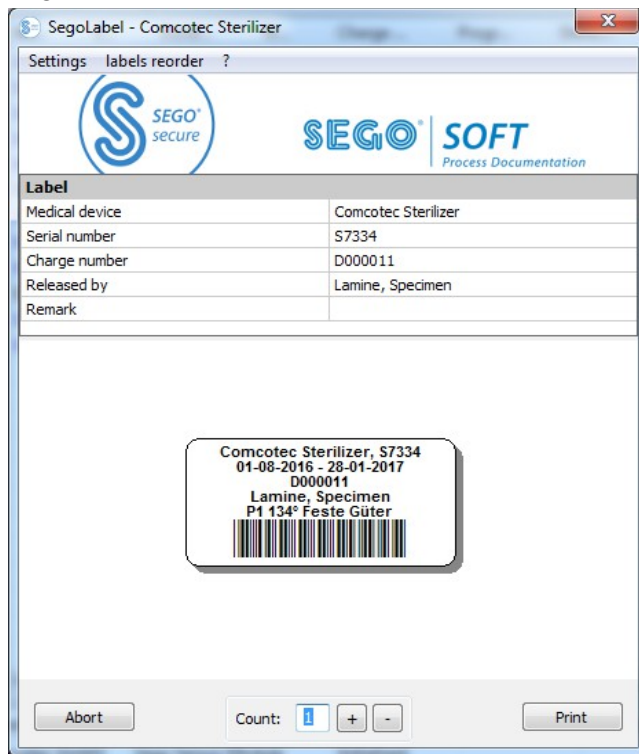 SegoLabel - Comcotec Sterilizer
Settings labels reorder ?
SEGO
secure
SEGO SOFT
Process Documentation
Label
Medical device Comcotec Sterilizer
Serial number S7334
Charge number D000011
Released by Lamine, Specimen
Remark
Comcotec Sterilizer, S7334
01-08-2016 - 28-01-2017
D000011
Lamine, Specimen
P1 134° Feste Güter
Abort Count: 1 + - Print